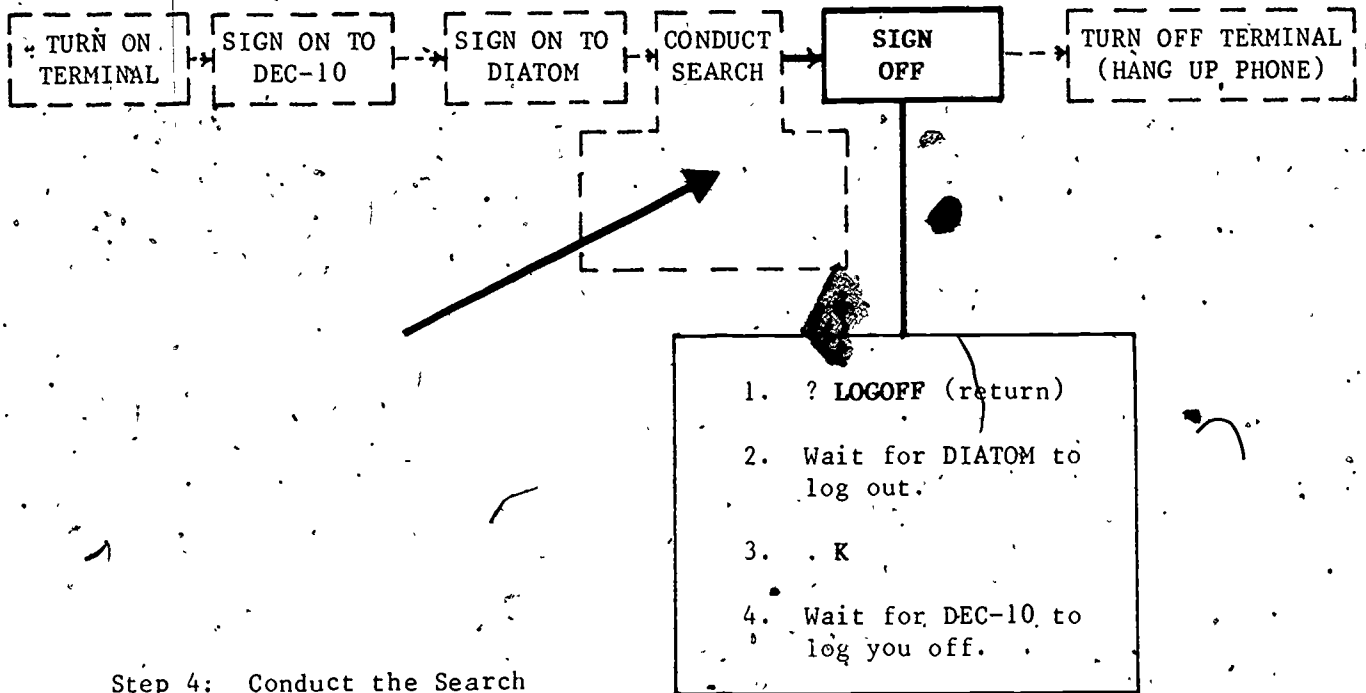 TURN ON
TERMINAL
SIGN ON TO
DEC-10
SIGN ON TO
DIATOM
CONDUCT
SEARCH
SIGN
OFF
TURN OFF TERMINAL
(HANG UP PHONE)
1. ? LOGOFF (return)
2. Wait for DIATOM to
log out.
3. . K
4. Wait for DEC-10 to
log you off.
Step 4: Conduct the Search